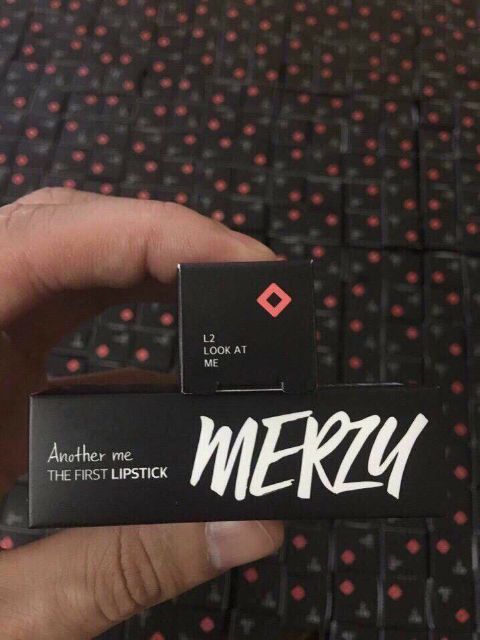 L2
LOOK AT
ME
Another me
THE FIRST LIPSTICK
MERZY